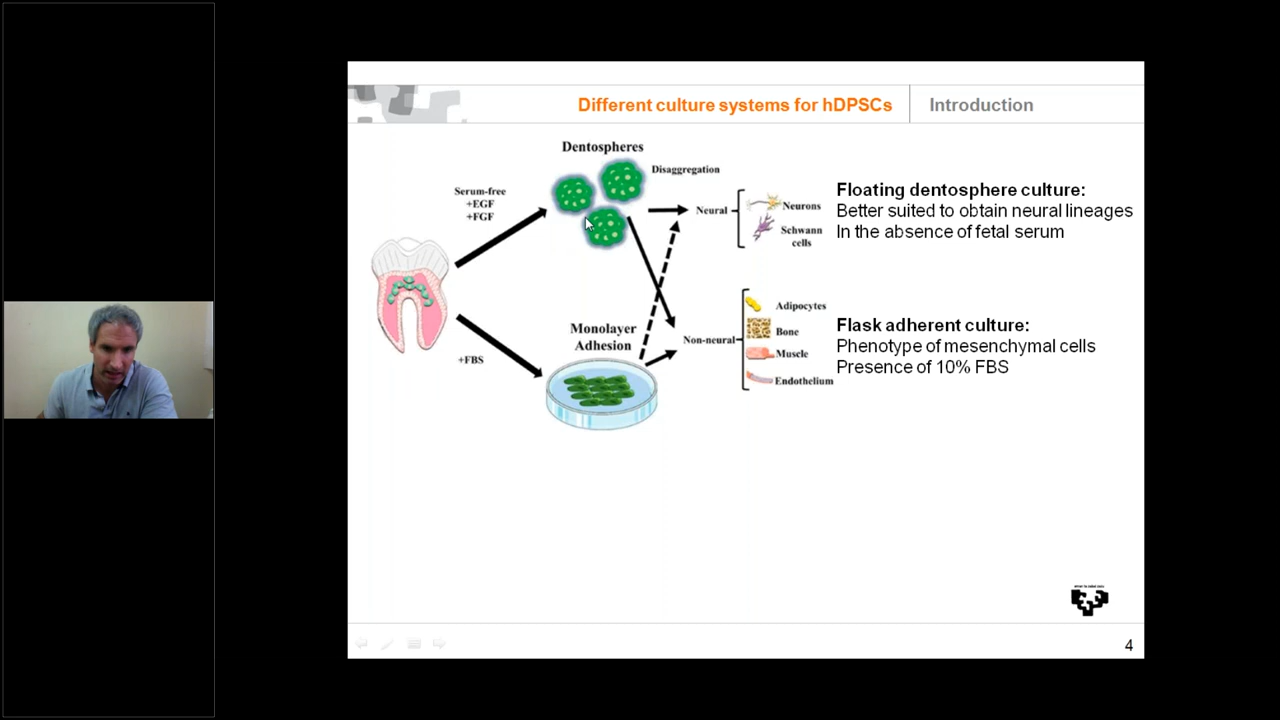 Different culture systems for hDPSCs
Introduction
Dentospheres
Disaggregation
Serum-free
+EGF
+FGF
Neural
Neurons
Schwann
cells
Floating dentosphere culture:
Better suited to obtain neural lineages
In the absence of fetal serum
Monolayer
Adhesion
+FBS
Non-neural
Adipocytes
Bone
Muscle
Endothelium
Flask adherent culture:
Phenotype of mesenchymal cells
Presence of 10% FBS
4